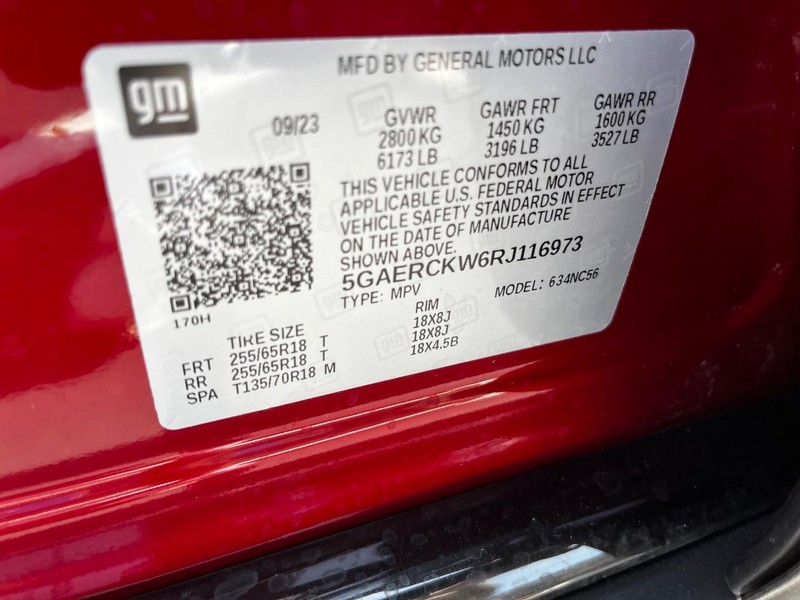 gm
MFD BY GENERAL MOTORS LLC
09/23
GVWR
2800 KG
6173 LB
GAWR FRT
1450 KG
3196 LB
GAWR RR
1600 KG
3527 LB
THIS VEHICLE CONFORMS TO ALL
APPLICABLE U.S. FEDERAL MOTOR
VEHICLE SAFETY STANDARDS IN EFFECT
ON THE DATE OF MANUFACTURE
SHOWN ABOVE.
5GAERCKW6RJ116973
TYPE: MPV
MODEL: 634NC56
170H
TIRE SIZE
RIM
FRT 255/65R18 T 18X8J
RR 255/65R18 T 18X8J
SPA T135/70R18 M 18X4.5B